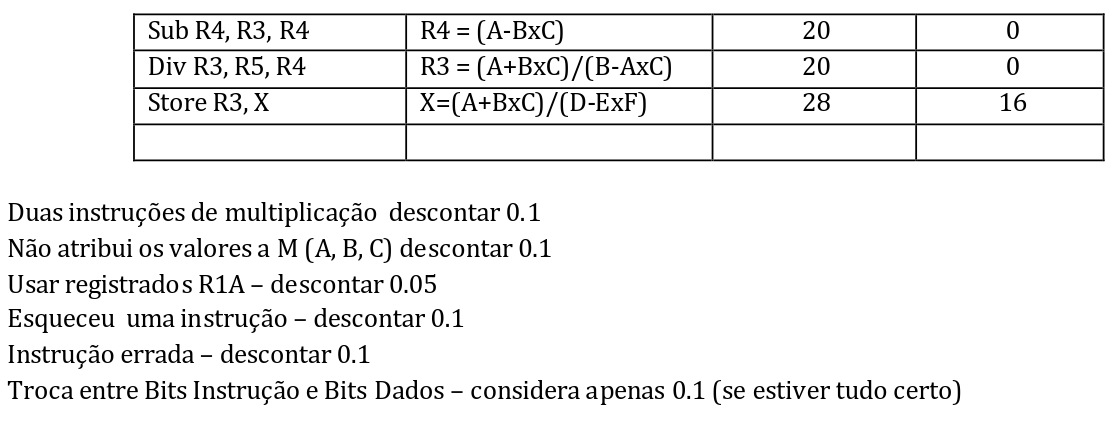 Sub R4, R3, R4 R4 = (A-BxC) 20 0
Div R3, R5, R4 R3 = (A+BxC)/(B-AxC) 20 0
Store R3, X X=(A+BxC)/(D-ExF) 28 16
Duas instruções de multiplicação descontar 0.1
Não atribui os valores a M (A, B, C) descontar 0.1
Usar registrados R1A – descontar 0.05
Esqueceu uma instrução – descontar 0.1
Instrução errada – descontar 0.1
Troca entre Bits Instrução e Bits Dados – considera apenas 0.1 (se estiver tudo certo)